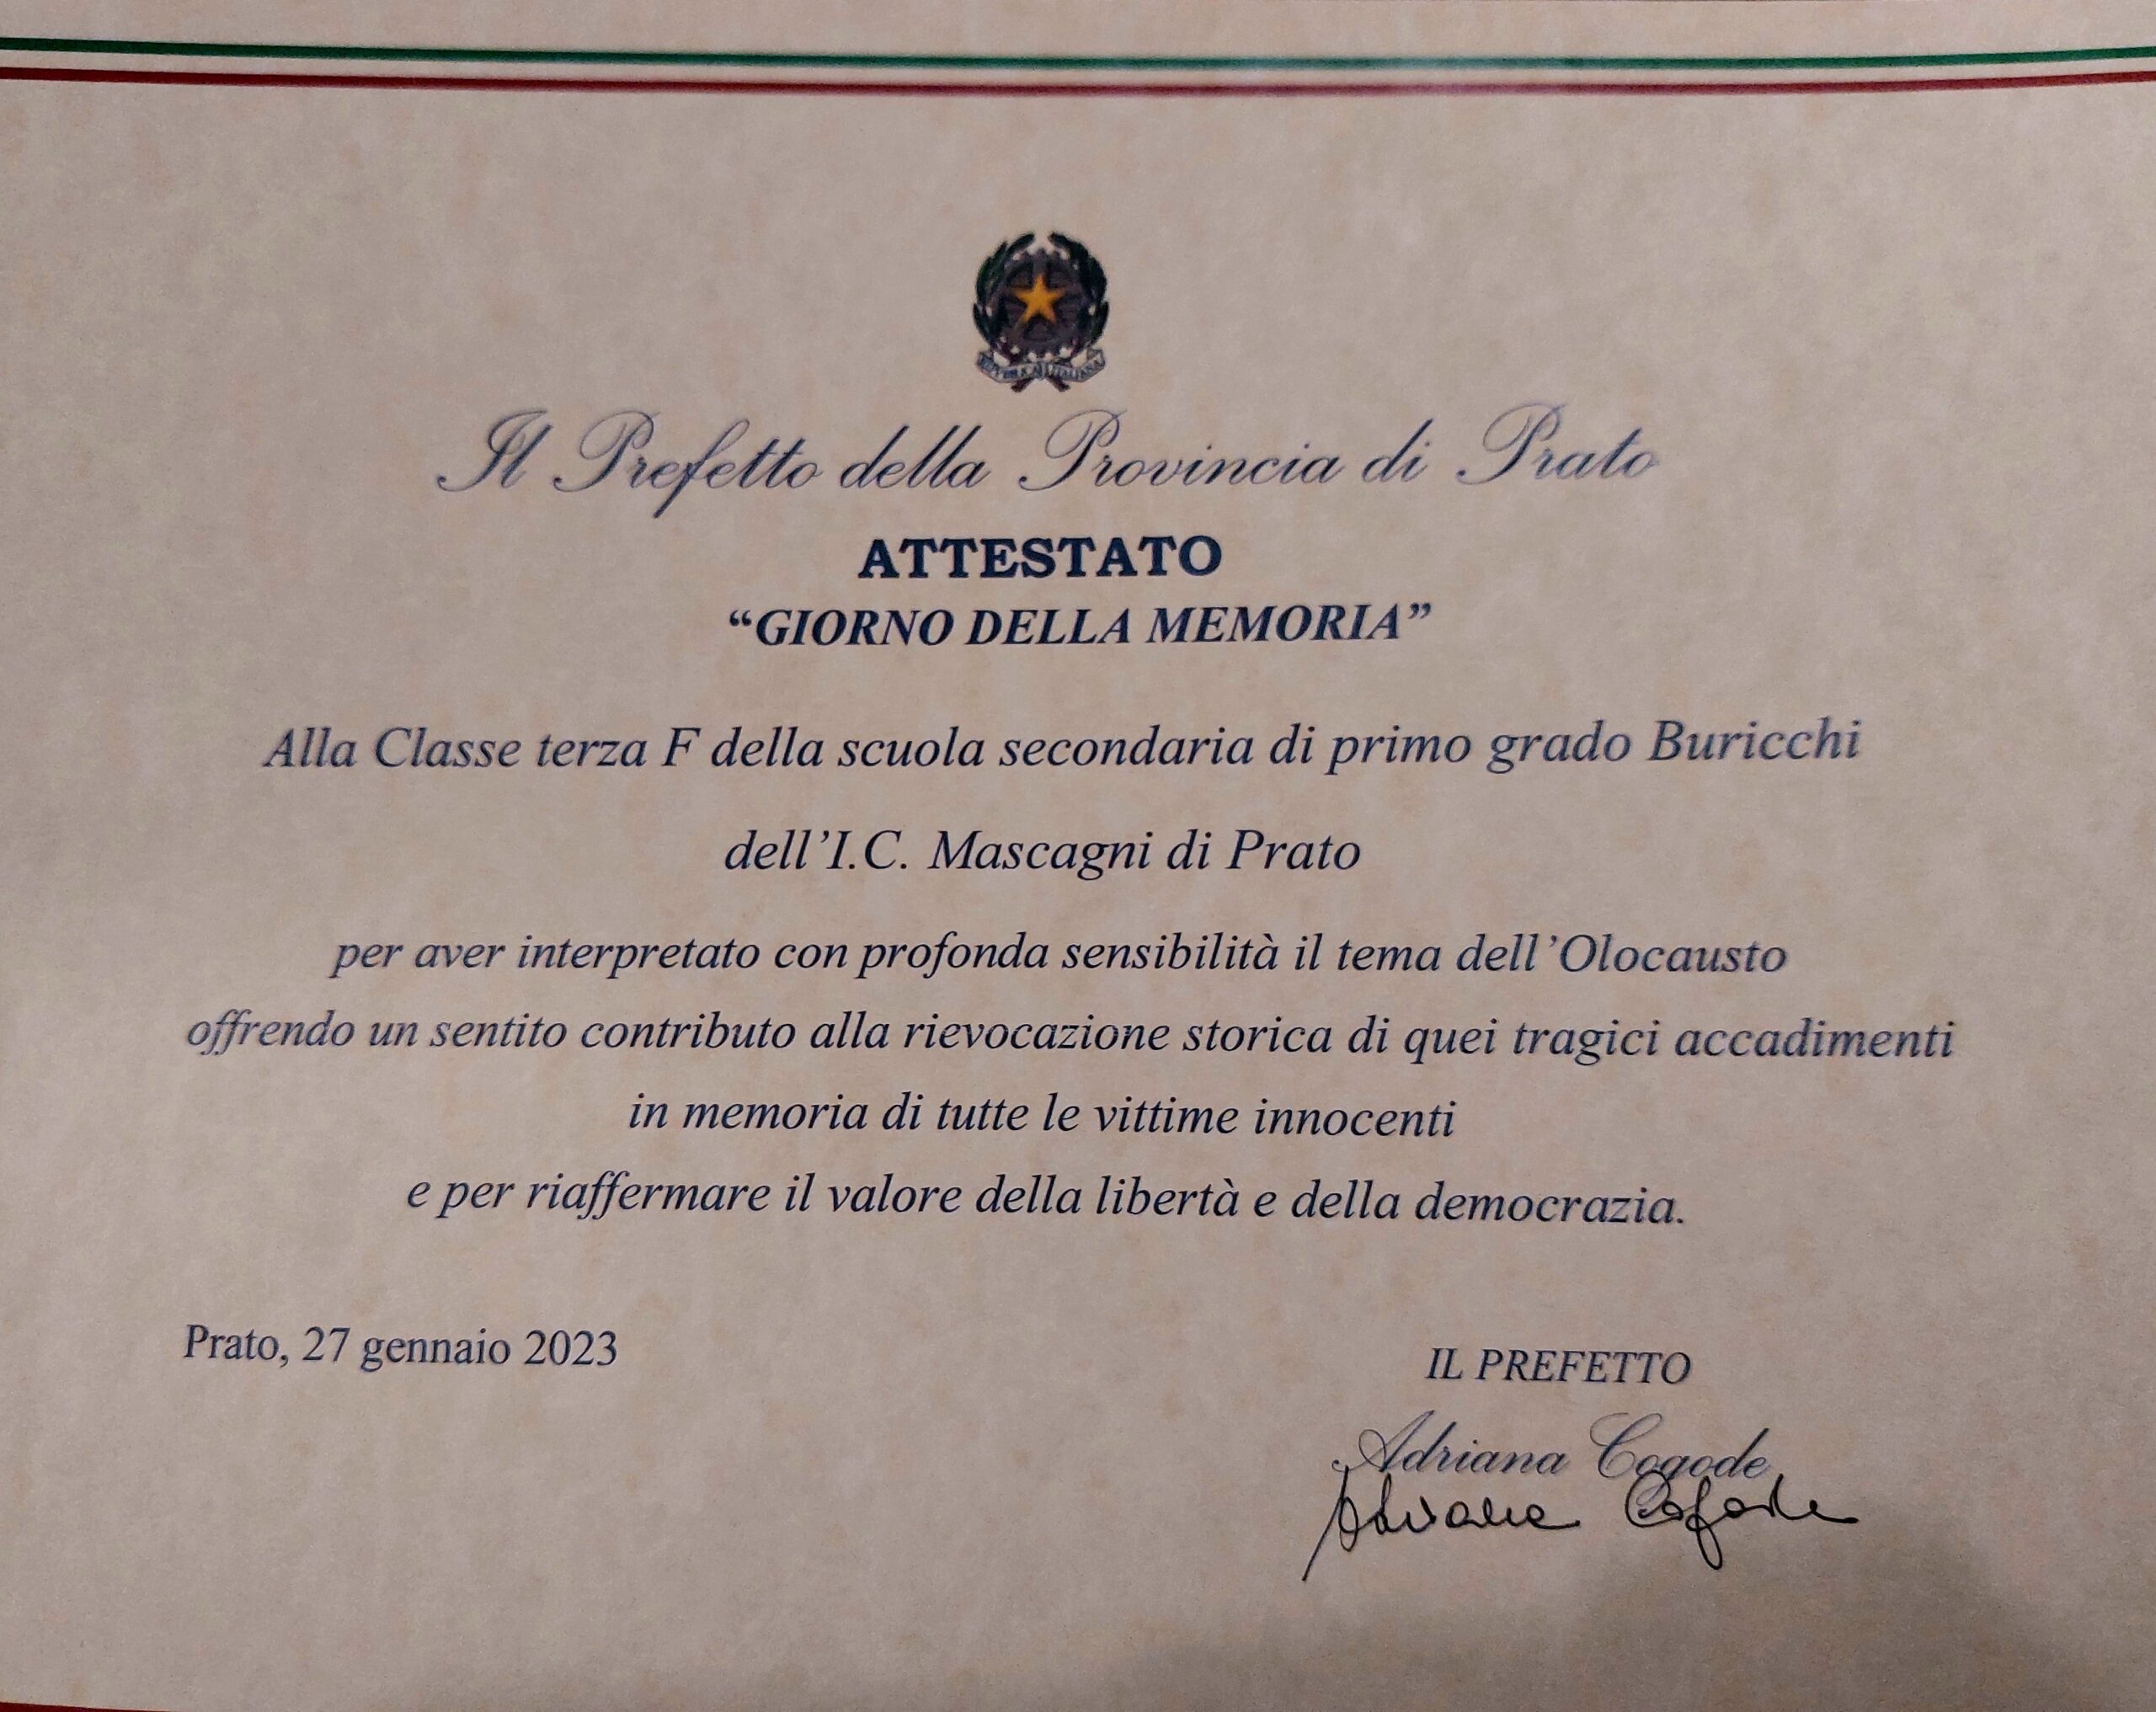 REPVBBLICA ITALIANA
Il Prefetto della Provincia di Prato
ATTESTATO
“GIORNO DELLA MEMORIA”
Alla Classe terza F della scuola secondaria di primo grado Buricchi
dell’I.C. Mascagni di Prato
per aver interpretato con profonda sensibilità il tema dell’Olocausto
offrendo un sentito contributo alla rievocazione storica di quei tragici accadimenti
in memoria di tutte le vittime innocenti
e per riaffermare il valore della libertà e della democrazia.
Prato, 27 gennaio 2023
IL PREFETTO
Adriana Cogode
Adriana Cogode